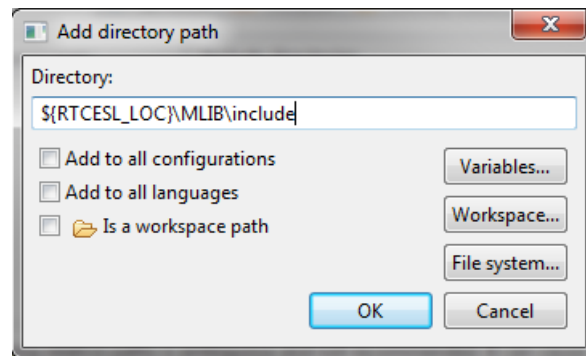 Add directory path
Directory:
${RTCESL_LOC}\MLIB\include
Add to all configurations
Variables...
Add to all languages
Workspace...
Is a workspace path
File system...
OK
Cancel